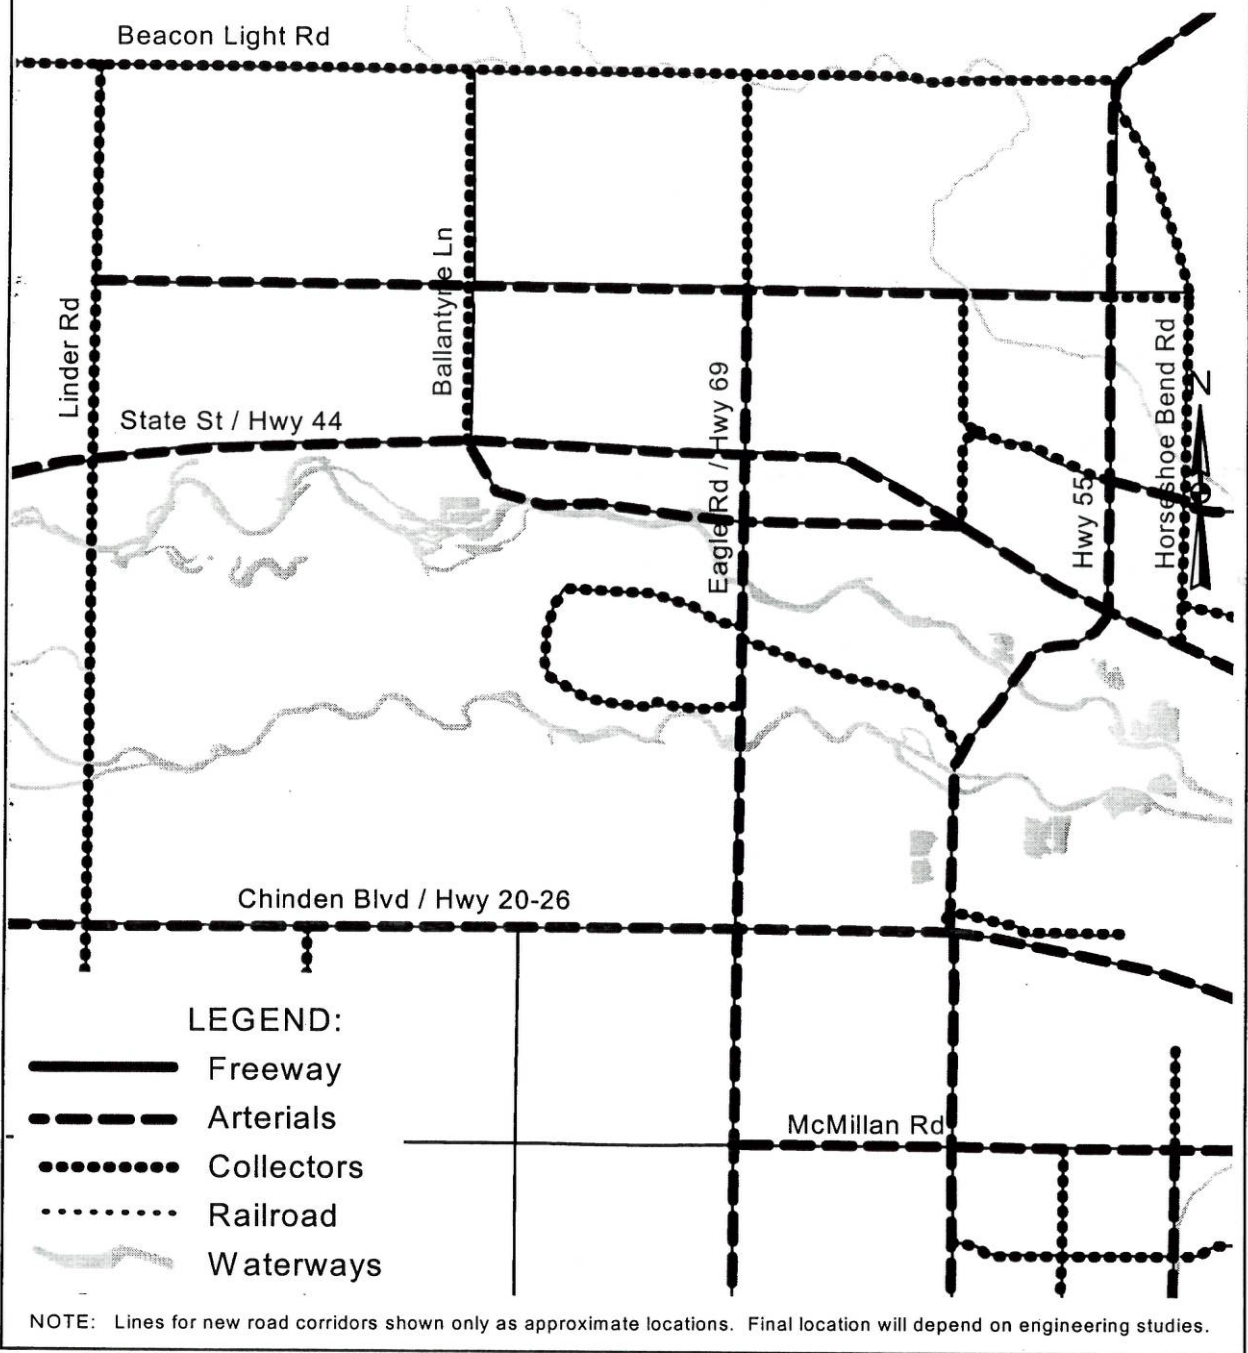 Beacon Light Rd
Ballantyne Ln
Linder Rd
Eagle Rd / Hwy 69
Horseshoe Bend Rd
N
State St / Hwy 44
Hwy 55
Chinden Blvd / Hwy 20-26
LEGEND:
Freeway
Arterials
McMillan Rd
Collectors
Railroad
Waterways
NOTE: Lines for new road corridors shown only as approximate locations. Final location will depend on engineering studies.